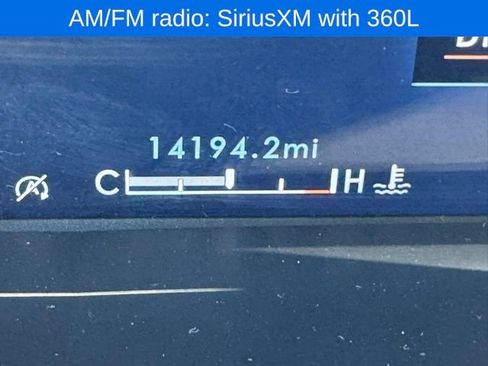 AM/FM radio: SiriusXM with 360L
14194.2mi
C H